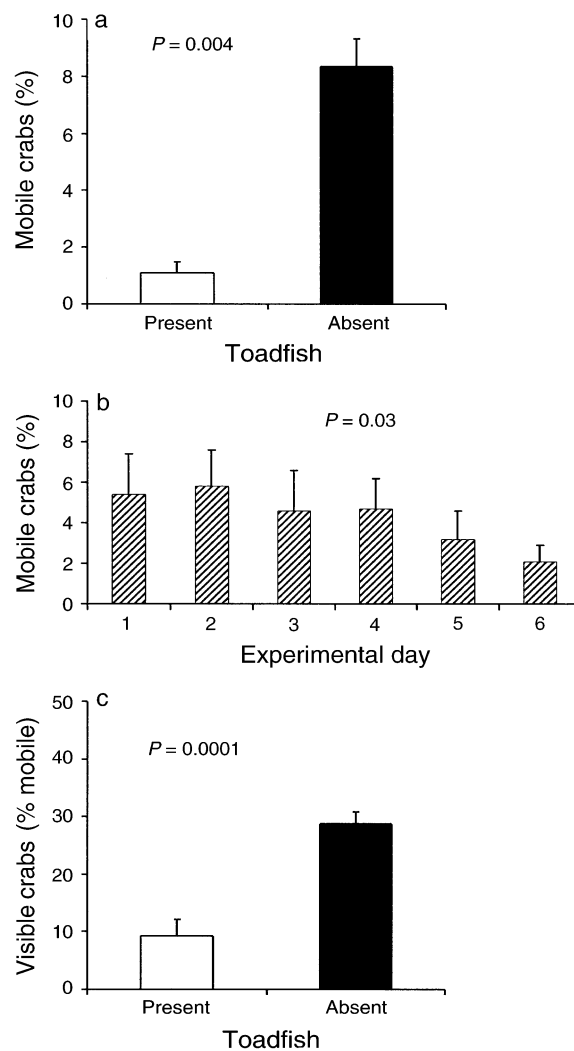 a
P = 0.004
Mobile crabs (%)
10
8
6
4
2
0
Present Absent
Toadfish
b
P = 0.03
Mobile crabs (%)
10
8
6
4
2
0
1 2 3 4 5 6
Experimental day
c
P = 0.0001
Visible crabs (% mobile)
50
40
30
20
10
0
Present Absent
Toadfish